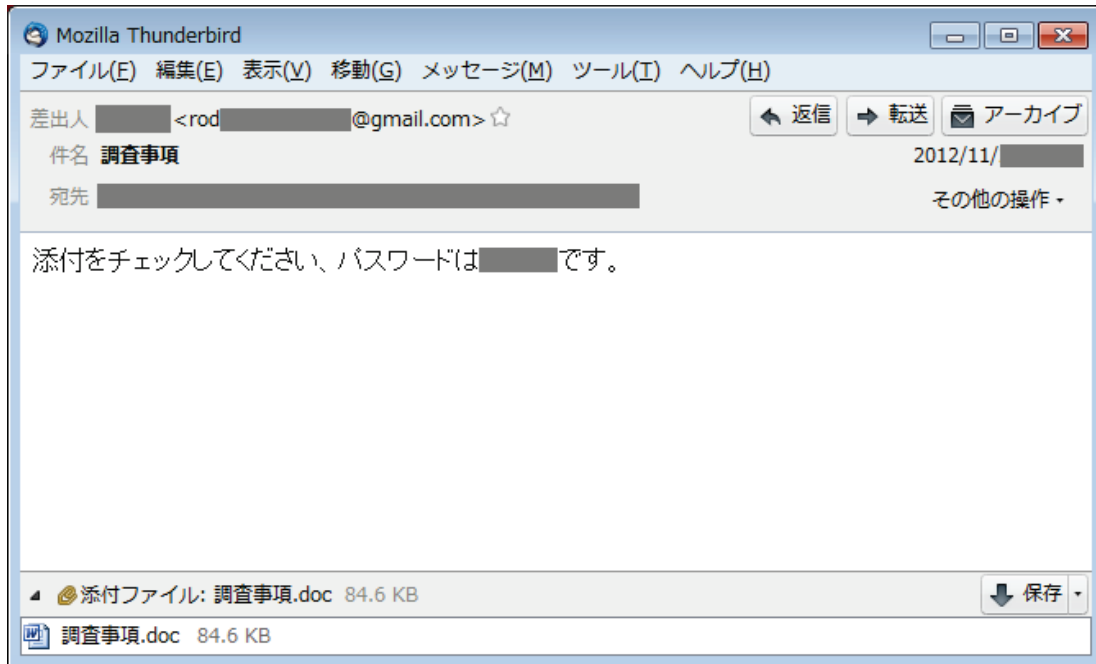 Mozilla Thunderbird
ファイル(F) 編集(E) 表示(V) 移動(G) メッセージ(M) ツール(T) ヘルプ(H)
差出人 <rod @gmail.com> 返信 転送 アーカイブ
件名 調査事項 2012/11/
宛先 その他の操作
添付をチェックしてください、パスワードは です。
添付ファイル: 調査事項.doc 84.6 KB 保存
調査事項.doc 84.6 KB